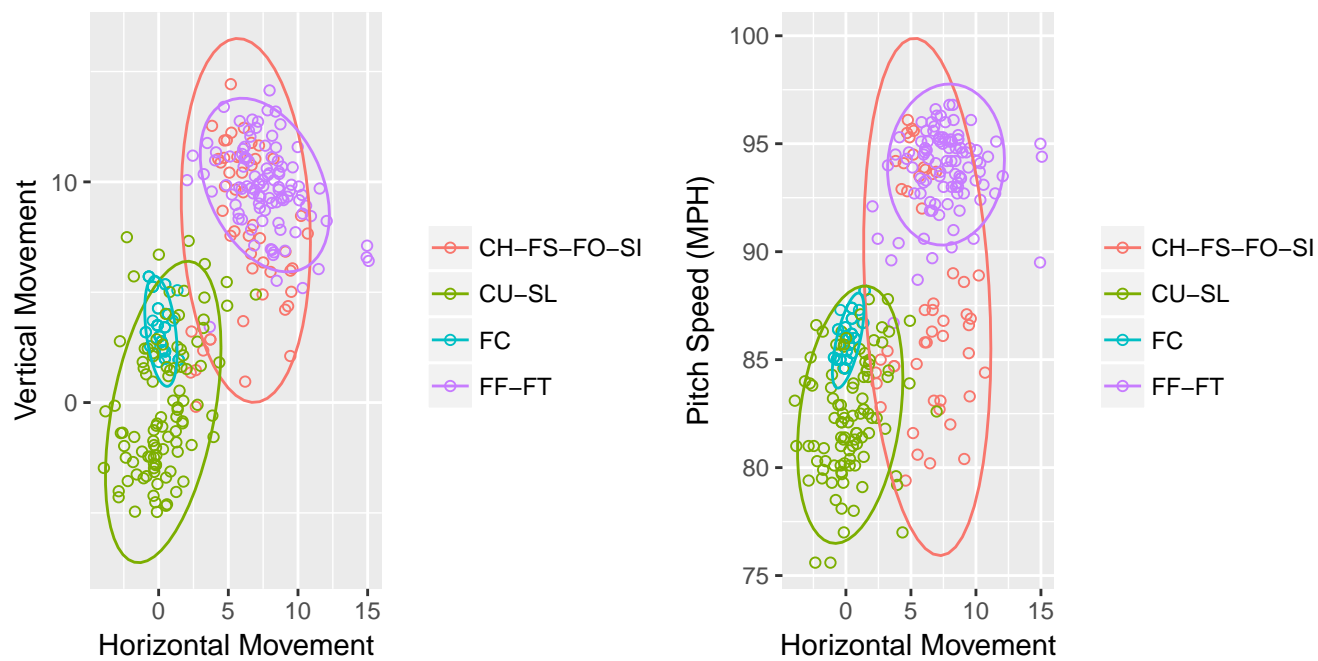 Vertical Movement
10
0
0
5
10
15
Horizontal Movement
CH−FS−FO−SI
CU−SL
FC
FF−FT
Pitch Speed (MPH)
100
95
90
85
80
75
0
5
10
15
Horizontal Movement
CH−FS−FO−SI
CU−SL
FC
FF−FT